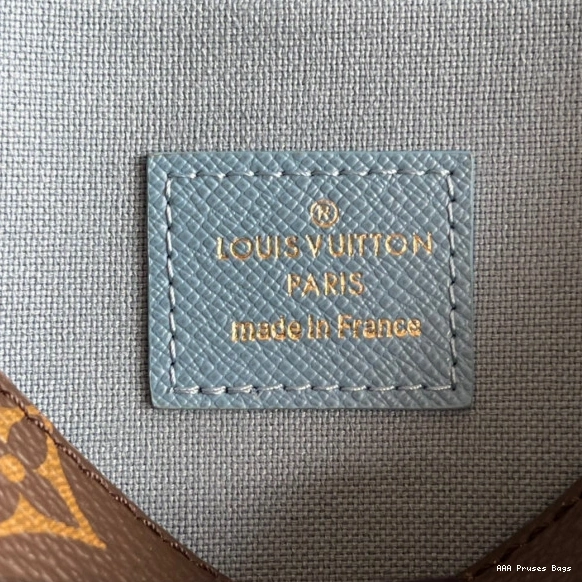 ®
LOUIS VUITTON
PARIS
made in France
AAA Pruses Bags